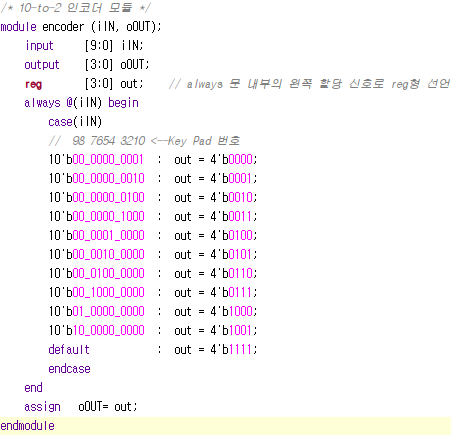 /* 10-to-2 인코더 모듈 */
module encoder (iIN, oOUT);
input [9:0] iIN;
output [3:0] oOUT;
reg [3:0] out; // always 문 내부의 왼쪽 할당 신호로 reg형 선언
always @(iIN) begin
case(iIN)
// 98 7654 3210 <--Key Pad 번호
10'b00_0000_0001 : out = 4'b0000;
10'b00_0000_0010 : out = 4'b0001;
10'b00_0000_0100 : out = 4'b0010;
10'b00_0000_1000 : out = 4'b0011;
10'b00_0001_0000 : out = 4'b0100;
10'b00_0010_0000 : out = 4'b0101;
10'b00_0100_0000 : out = 4'b0110;
10'b00_1000_0000 : out = 4'b0111;
10'b01_0000_0000 : out = 4'b1000;
10'b10_0000_0000 : out = 4'b1001;
default : out = 4'b1111;
endcase
end
assign oOUT= out;
endmodule